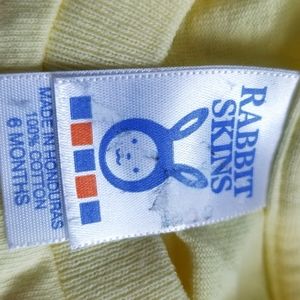 RABBIT
SKINS
MADE IN HONDURAS
100% COTTON
6 MONTHS